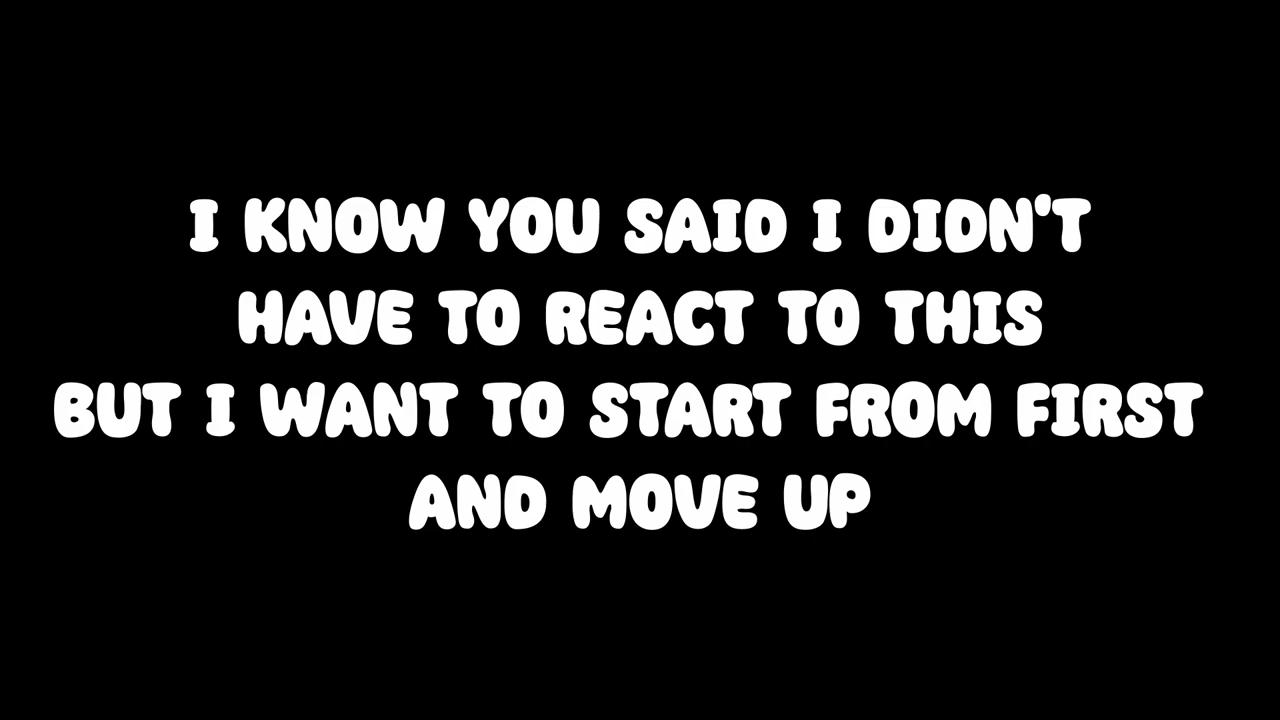 I KNOW YOU SAID I DIDN'T
HAVE TO REACT TO THIS
BUT I WANT TO START FROM FIRST
AND MOVE UP